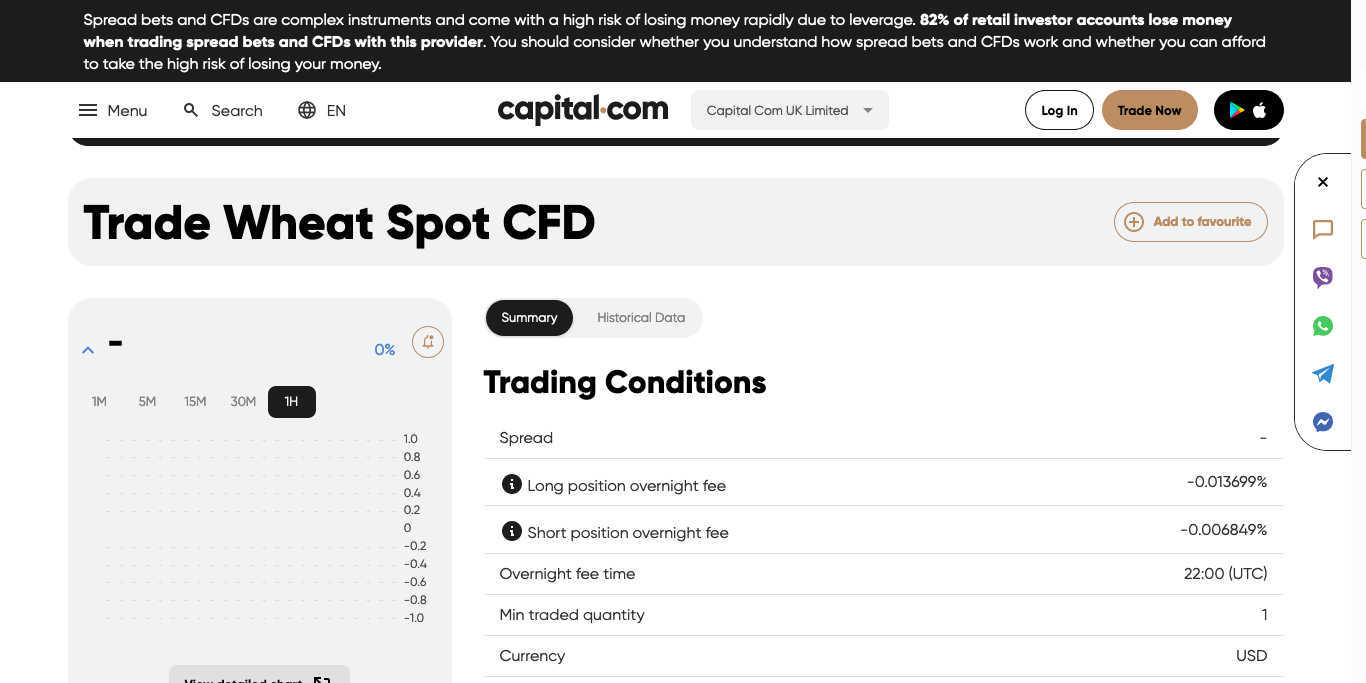 Spread bets and CFDs are complex instruments and come with a high risk of losing money rapidly due to leverage. 82% of retail investor accounts lose money
when trading spread bets and CFDs with this provider. You should consider whether you understand how spread bets and CFDs work and whether you can afford
to take the high risk of losing your money.
Menu Search EN capital.com Capital Com UK Limited Log In Trade Now
Trade Wheat Spot CFD Add to favourite
Summary Historical Data
- 0%
1M 5M 15M 30M 1H
1.0
0.8
0.6
0.4
0.2
0
-0.2
-0.4
-0.6
-0.8
-1.0
View detailed chart
Trading Conditions
Spread -
Long position overnight fee -0.013699%
Short position overnight fee -0.006849%
Overnight fee time 22:00 (UTC)
Min traded quantity 1
Currency USD